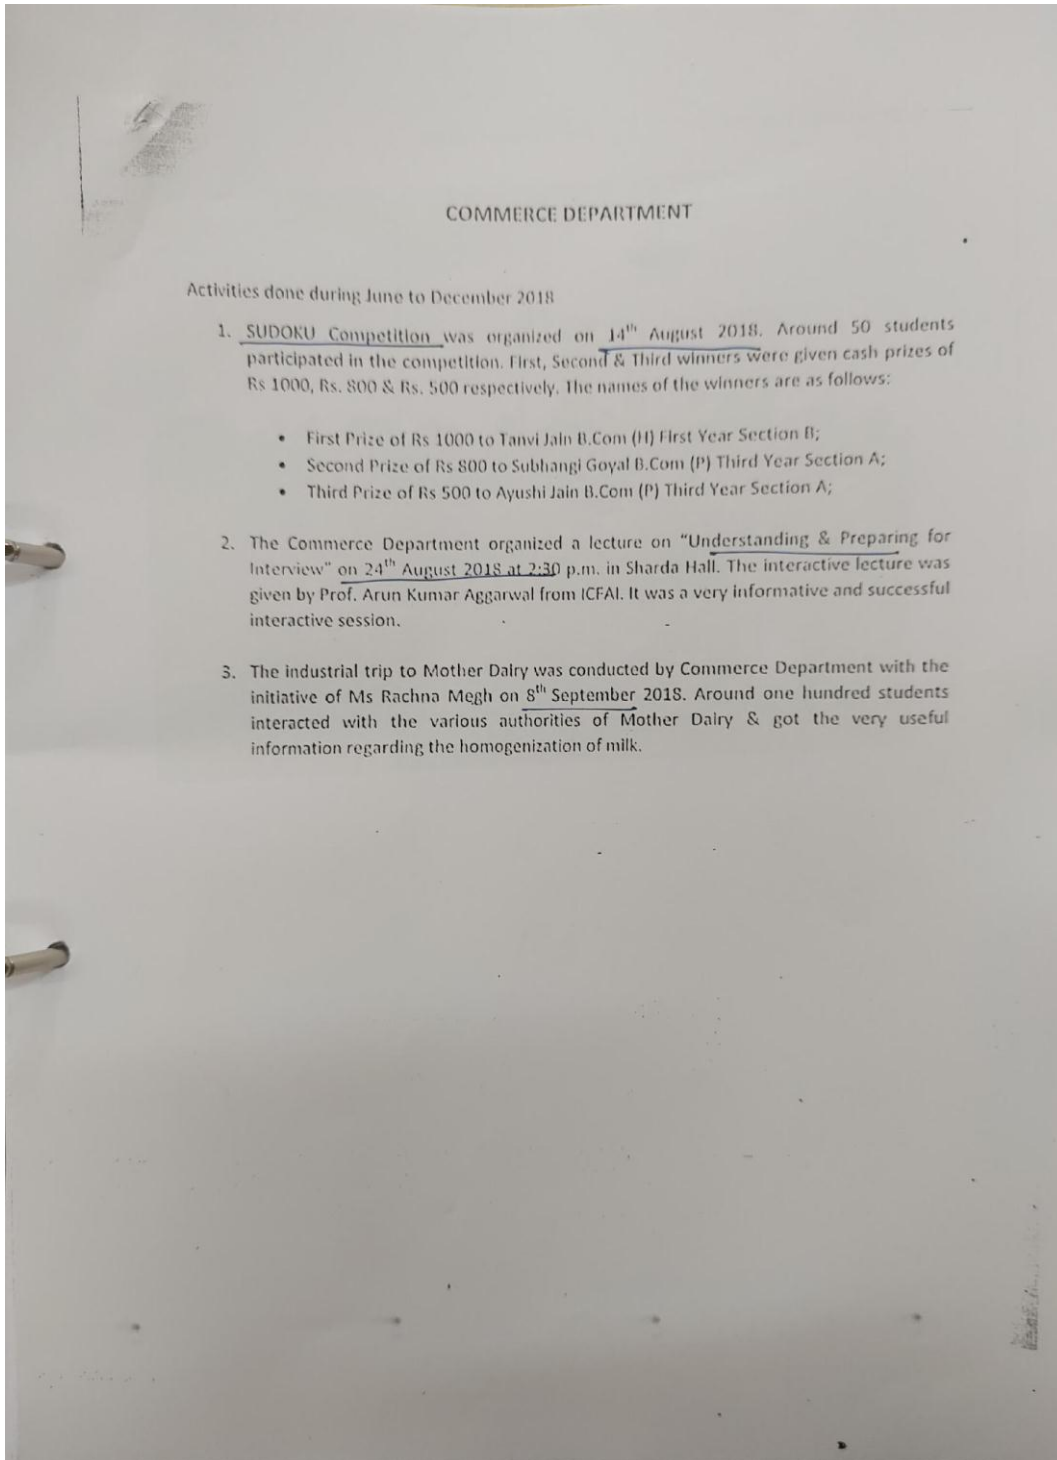 COMMERCE DEPARTMENT
Activities done during June to December 2018
1. SUDOKU Competition was organized on 14th August 2018. Around 50 students
participated in the competition. First, Second & Third winners were given cash prizes of
Rs 1000, Rs. 800 & Rs. 500 respectively. The names of the winners are as follows:
• First Prize of Rs 1000 to Tanvi Jain B.Com (H) First Year Section B;
• Second Prize of Rs 800 to Subhangi Goyal B.Com (P) Third Year Section A;
• Third Prize of Rs 500 to Ayushi Jain B.Com (P) Third Year Section A;
2. The Commerce Department organized a lecture on “Understanding & Preparing for
Interview” on 24th August 2018 at 2:30 p.m. in Sharda Hall. The interactive lecture was
given by Prof. Arun Kumar Aggarwal from ICFAI. It was a very informative and successful
interactive session.
3. The industrial trip to Mother Dairy was conducted by Commerce Department with the
initiative of Ms Rachna Megh on 8th September 2018. Around one hundred students
interacted with the various authorities of Mother Dairy & got the very useful
information regarding the homogenization of milk.